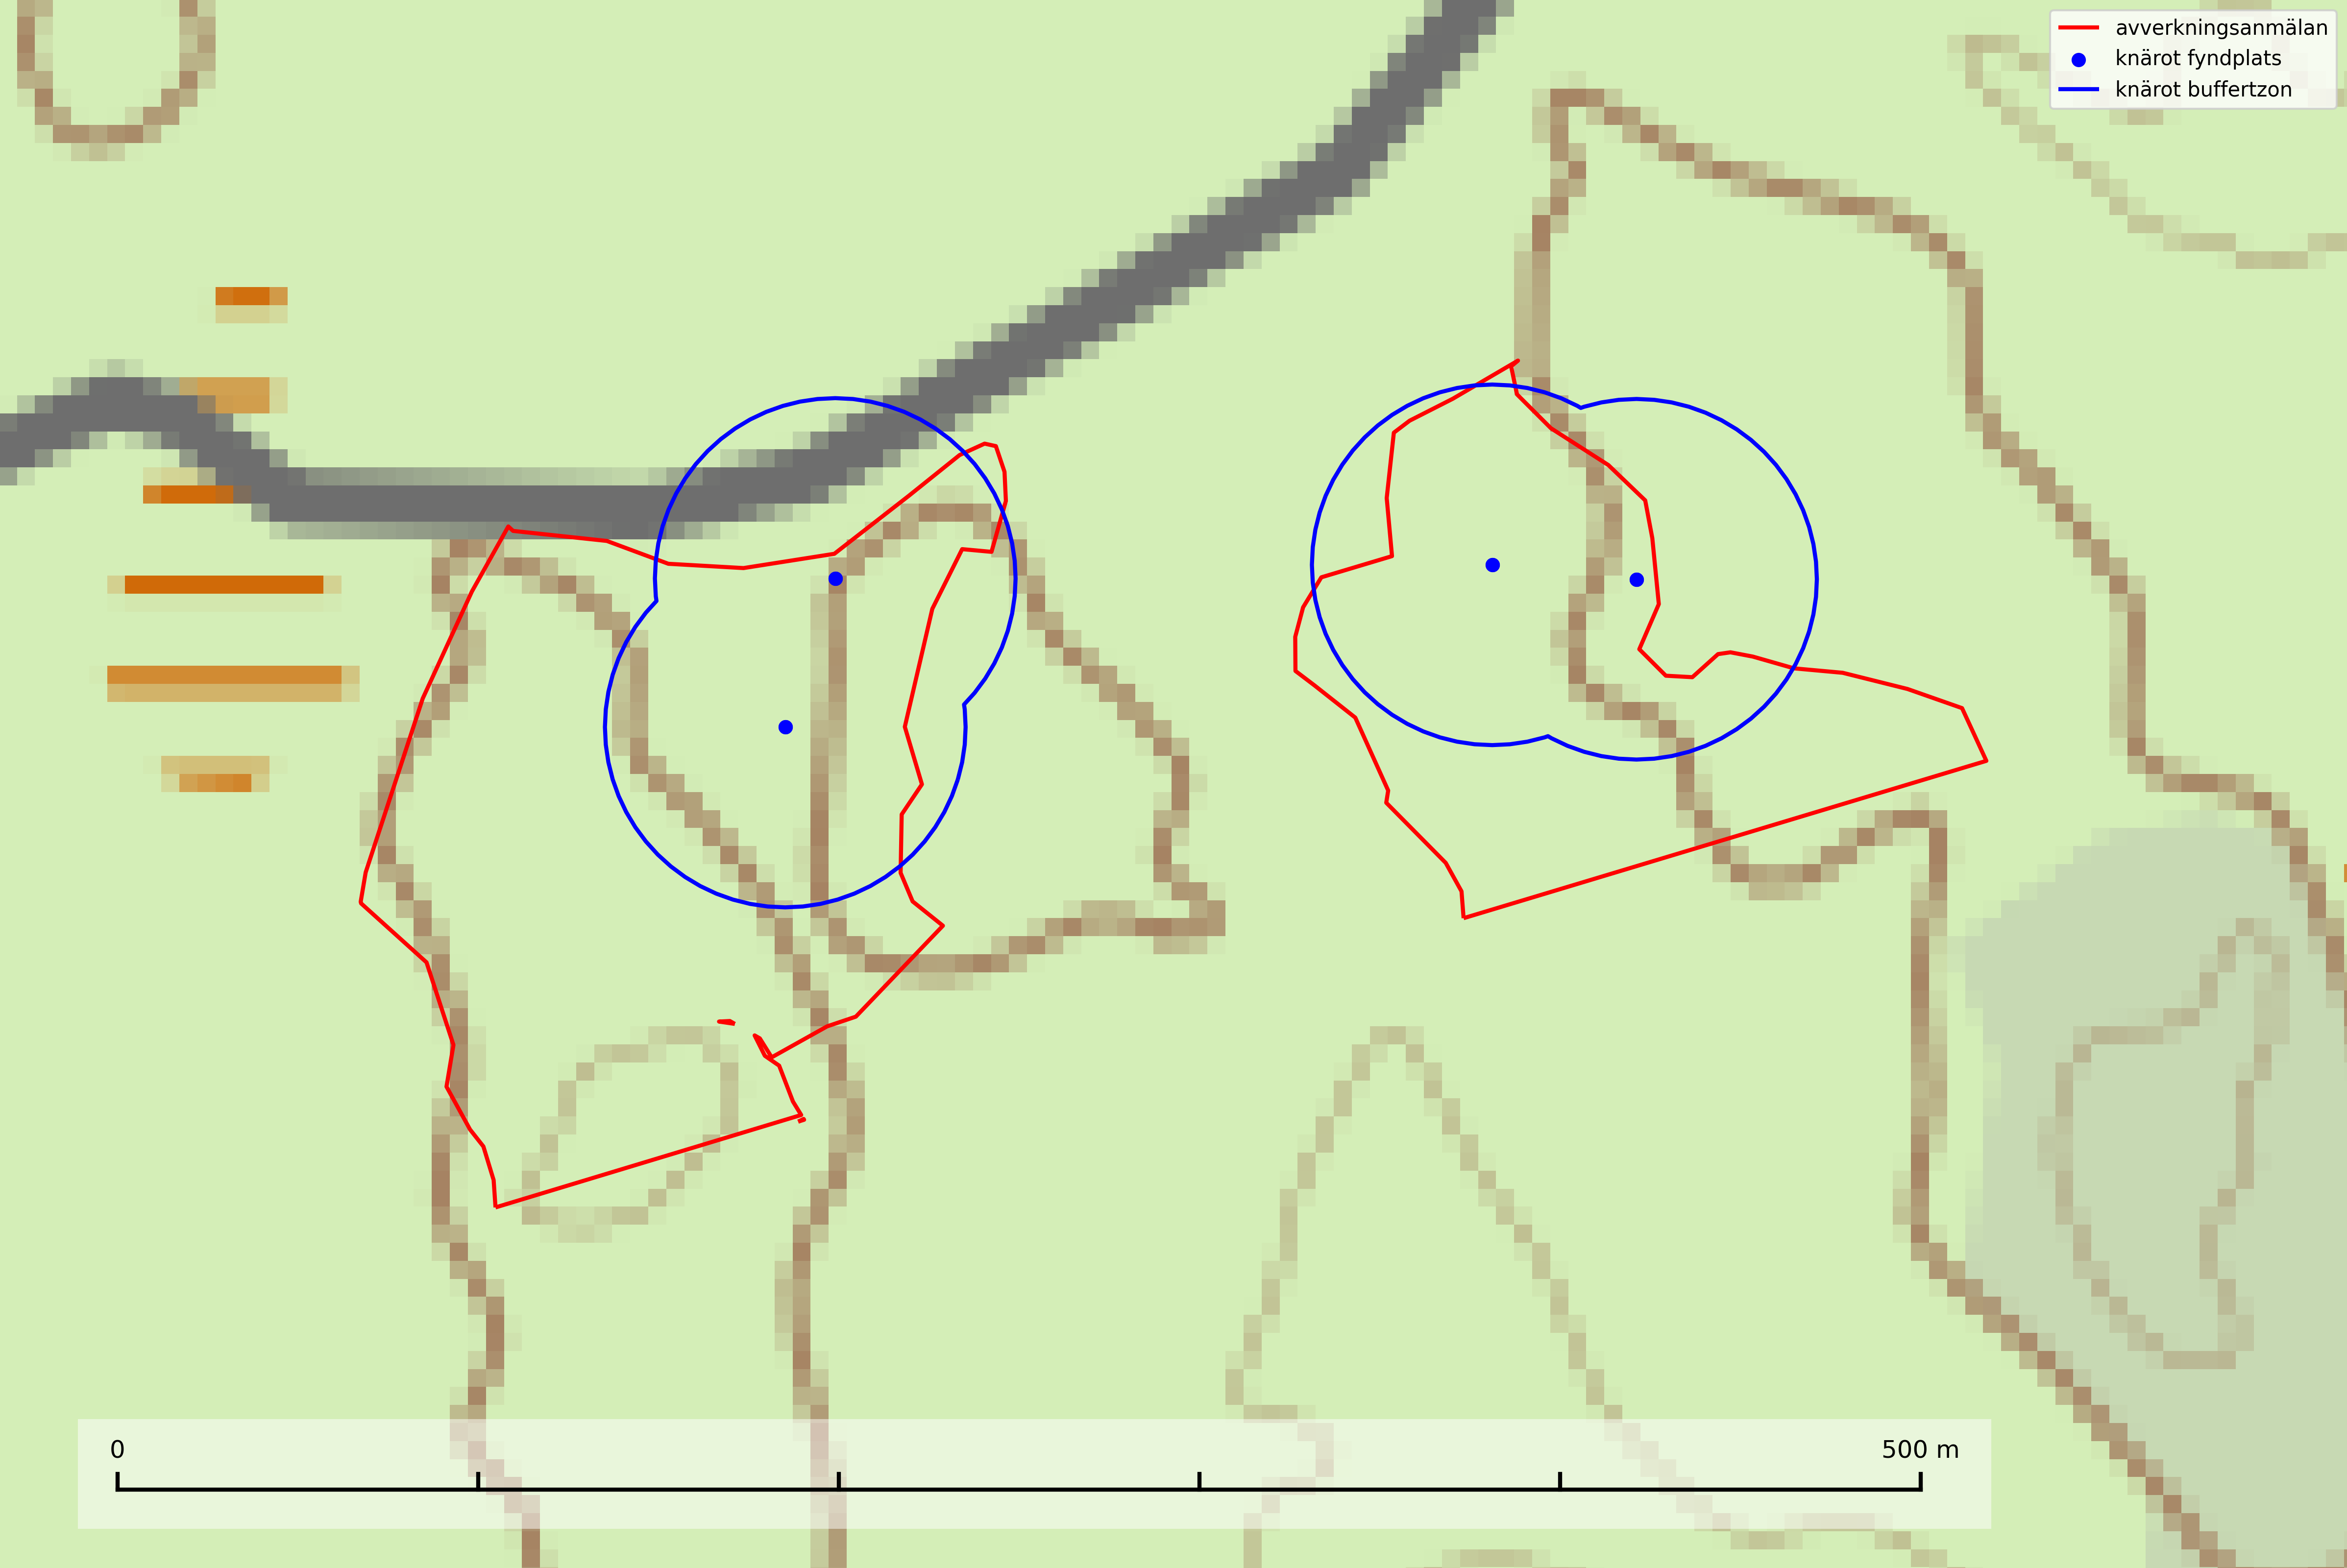 avverkningsanmälan
knärot fyndplats
knärot buffertzon
0 500 m